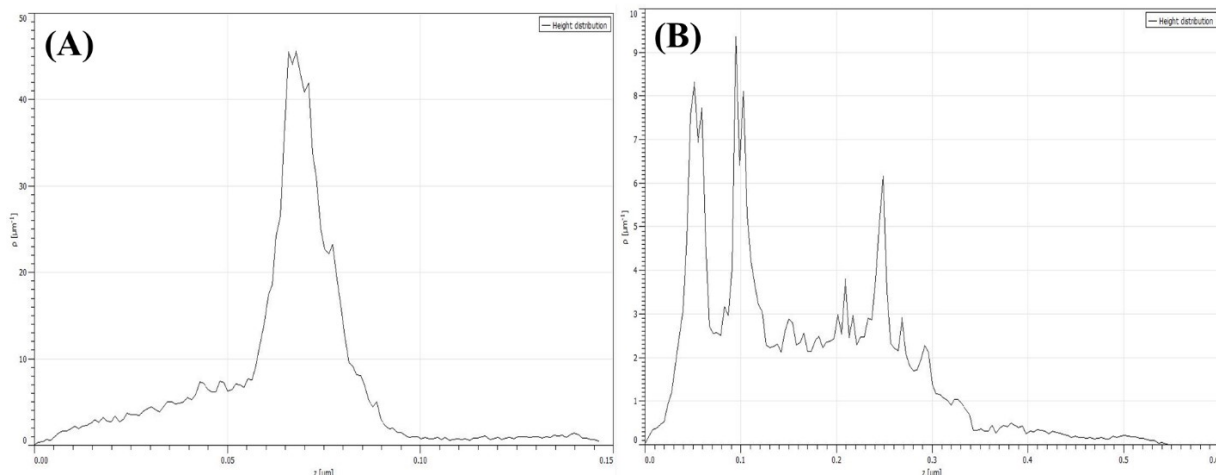 (A)
Height distribution
50
40
30
20
10
0
ρ [µm⁻¹]
0.00 0.05 0.10 0.15
z [µm]
(B)
Height distribution
10
9
8
7
6
5
4
3
2
1
0
ρ [µm⁻¹]
0.0 0.1 0.2 0.3 0.4 0.5
z [µm]